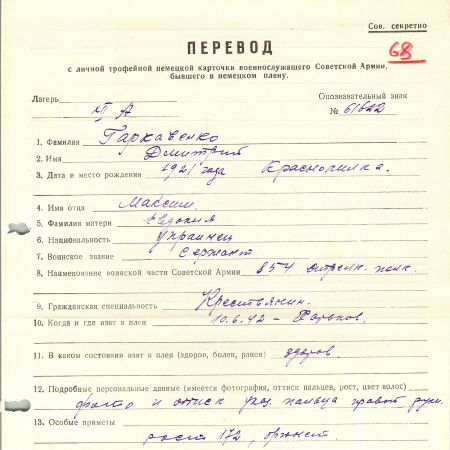 Сов. секретно
68
ПЕРЕВОД
с личной трофейной немецкой карточки военнослужащего Советской Армии,
бывшего в немецком плену.
Лагерь
Опознавательный знак
VI А
№ 61622
1. Фамилия Гаркавенко
2. Имя Дмитрий
3. Дата и место рождения 1921 года Краснопилка.
4. Имя отца Максим
5. Фамилия матери Евдокия
6. Национальность Украинец
7. Воинское звание Сержант
8. Наименование воинской части Советской Армии 854 стрелк. полк.
9. Гражданская специальность Крестьянин.
10. Когда и где взят в плен 10.6.42 – Харьков.
11. В каком состоянии взят в плен (здоров, болен, ранен) здоров.
12. Подробные персональные данные (имеется фотография, оттиск пальцев, рост, цвет волос)
фото и оттиск указ. пальца правой руки.
13. Особые приметы
рост 172, брюнет.